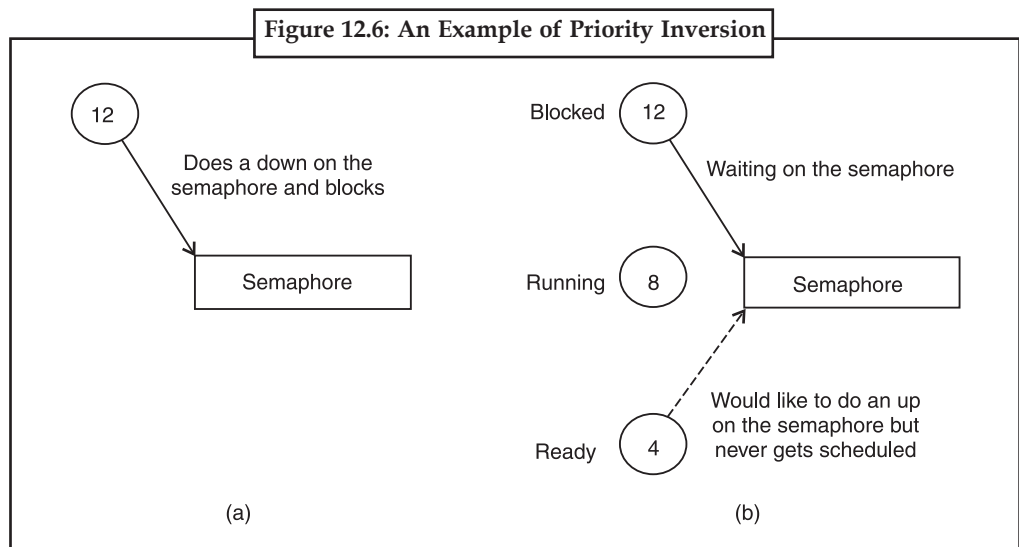 Figure 12.6: An Example of Priority Inversion
12
Does a down on the
semaphore and blocks
Semaphore
(a)
Blocked
12
Waiting on the semaphore
Running
8
Semaphore
Would like to do an up
on the semaphore but
never gets scheduled
Ready
4
(b)